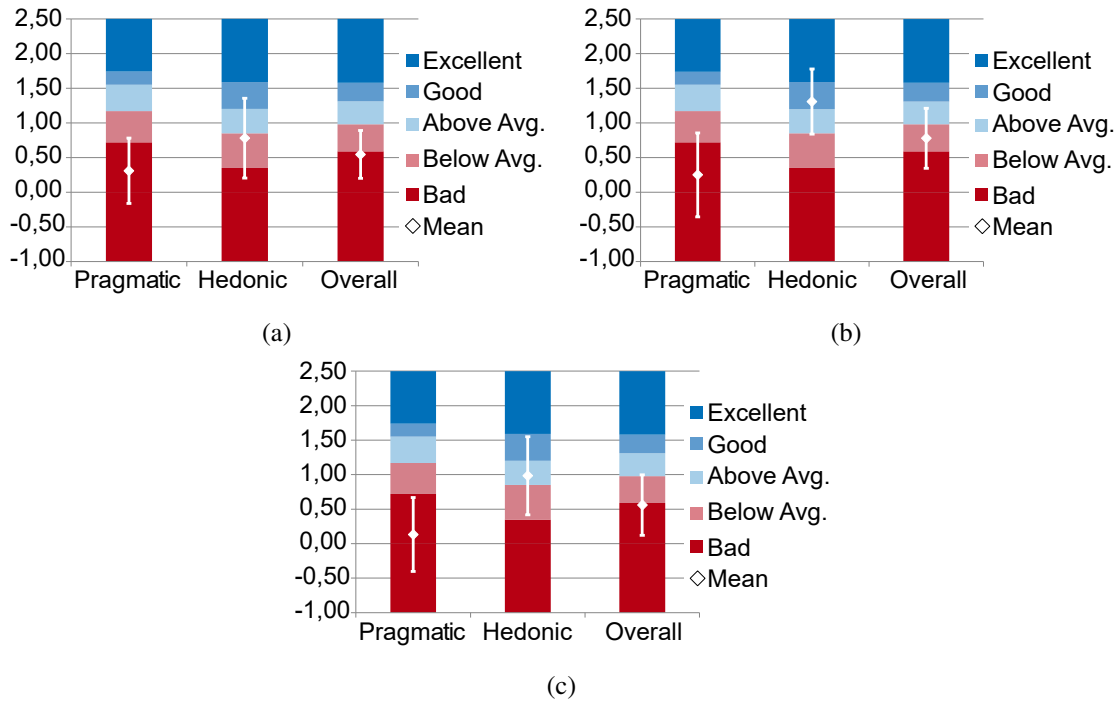 2,50
2,00
1,50
1,00
0,50
0,00
-0,50
-1,00
Pragmatic Hedonic Overall
Excellent
Good
Above Avg.
Below Avg.
Bad
Mean
(a)
2,50
2,00
1,50
1,00
0,50
0,00
-0,50
-1,00
Pragmatic Hedonic Overall
Excellent
Good
Above Avg.
Below Avg.
Bad
Mean
(b)
2,50
2,00
1,50
1,00
0,50
0,00
-0,50
-1,00
Pragmatic Hedonic Overall
Excellent
Good
Above Avg.
Below Avg.
Bad
Mean
(c)